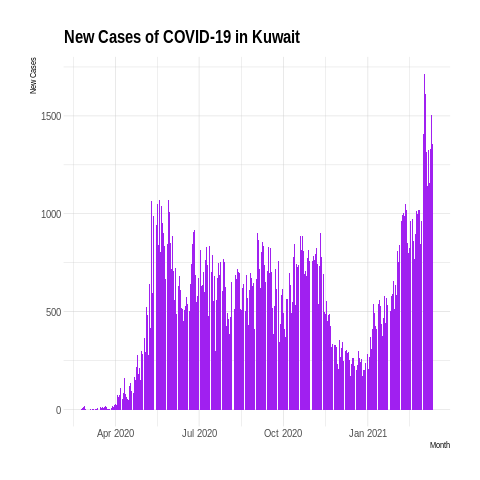 New Cases of COVID-19 in Kuwait
New Cases
1500
1000
500
0
Apr 2020
Jul 2020
Oct 2020
Jan 2021
Month